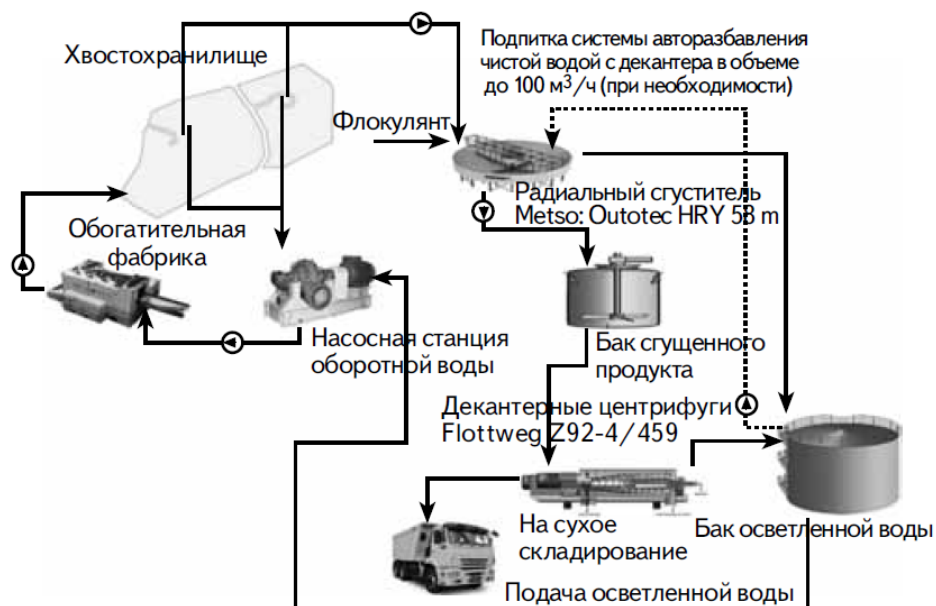 Хвостохранилище
Подпитка системы авторазбавления
чистой водой с декантера в объеме
до 100 м³/ч (при необходимости)
Флокулянт
Радиальный сгуститель
Metso: Outotec HRY 58 m
Обогатительная
фабрика
Насосная станция
оборотной воды
Бак сгущенного
продукта
Декантерные центрифуги
Flottweg Z92-4/459
На сухое
складирование
Бак осветленной воды
Подача осветленной воды